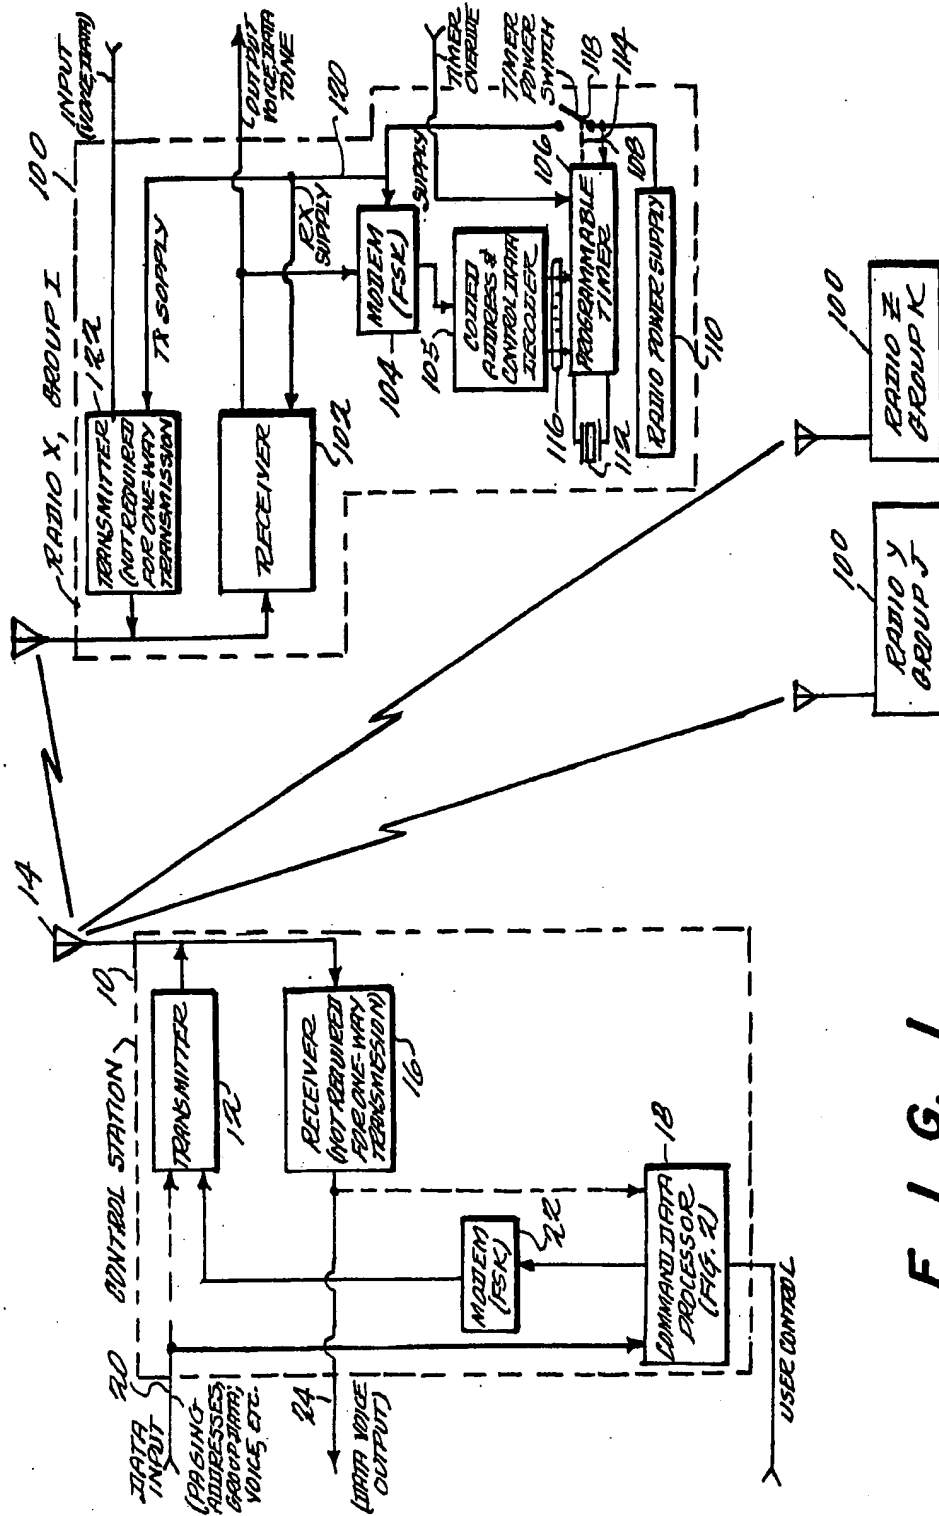 CONTROL STATION
10
14
DATA
INPUT
20
(PAGING
ADDRESSES,
GROUP DATA,
VOICE, ETC.
TRANSMITTER
12
RECEIVER
(NOT REQUIRED
FOR ONE-WAY
TRANSMISSION)
16
24
(DATA VOICE
OUTPUT)
MODEM
(FSK)
22
COMMAND DATA
PROCESSOR
(FIG. 2)
18
USER CONTROL
RADIO X, GROUP I
100
INPUT
(VOICE, DATA)
TRANSMITTER
(NOT REQUIRED
FOR ONE-WAY
TRANSMISSION
122
TX SUPPLY
OUTPUT
VOICE, DATA
TONE
120
RECEIVER
102
RX
SUPPLY
MODEM
(FSK)
104
SUPPLY
TIMER
OVERIDE
105
CODED
ADDRESS &
CONTROL DATA
DECODER
116
106
PROGRAMMABLE
TIMER
112
TIMER
POWER
SWITCH
118
114
108
RADIO POWER SUPPLY
110
RADIO Y
GROUP J
100
RADIO Z
GROUP K
100
FIG. 1